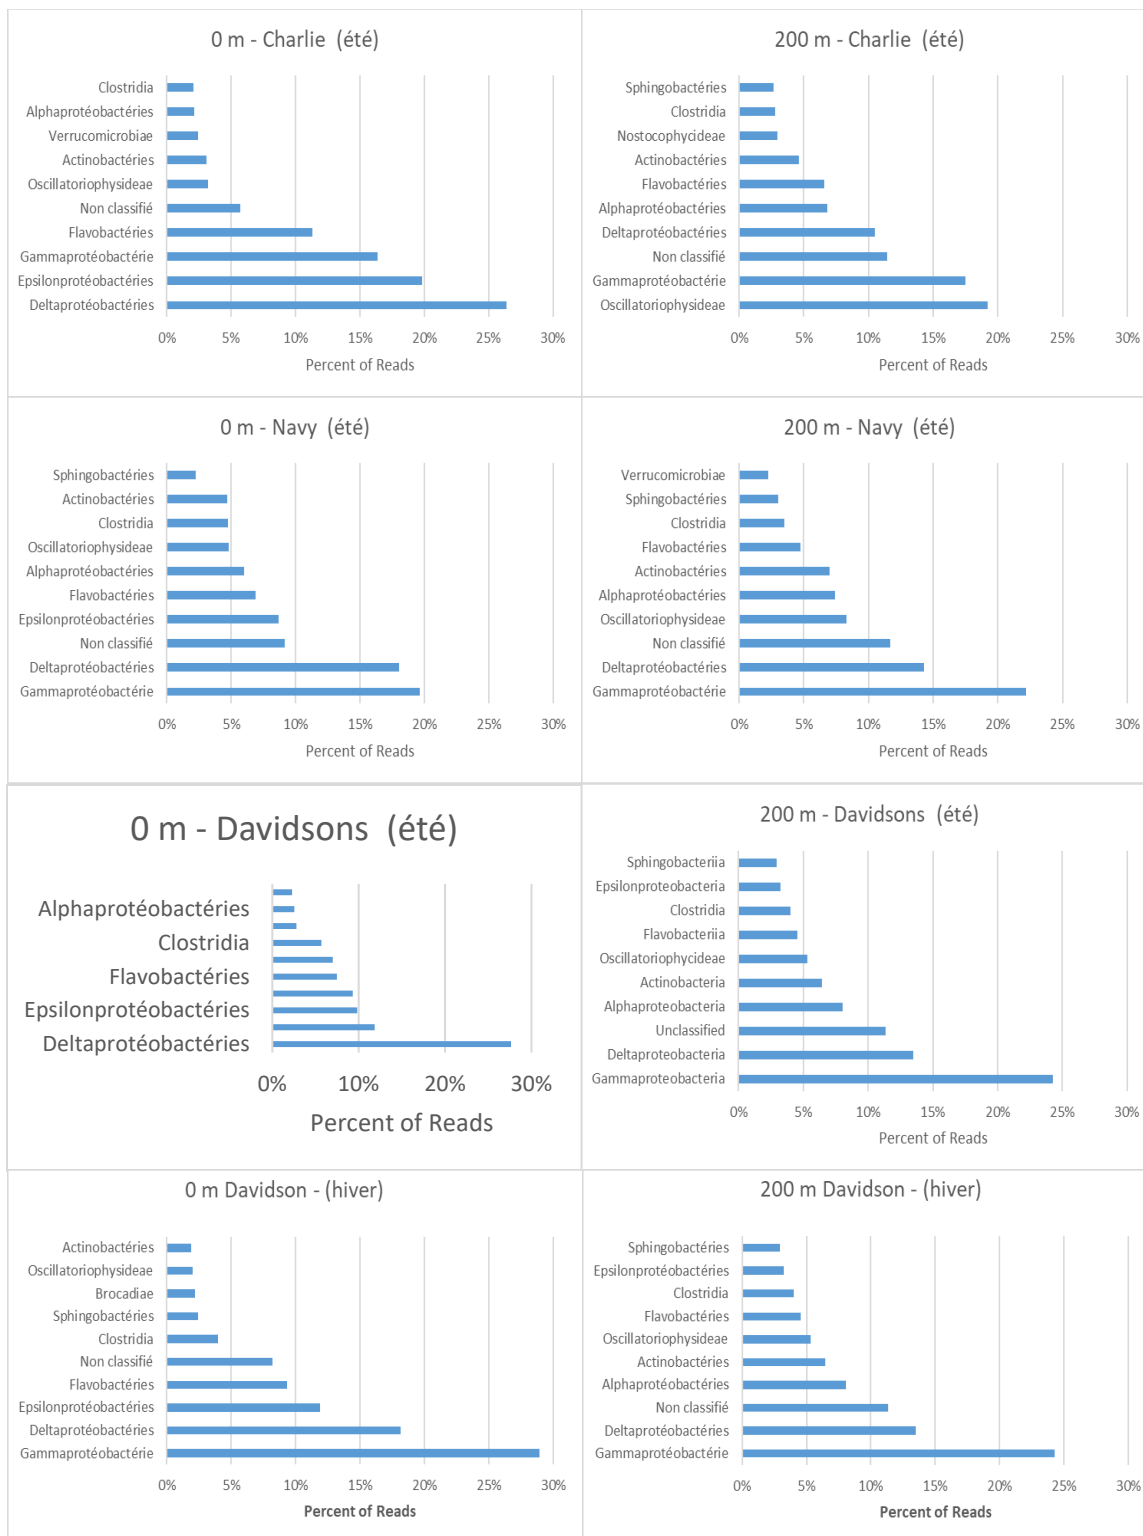 0 m - Charlie (été)
Clostridia
Alphaprotéobactéries
Verrucomicrobiae
Actinobactéries
Oscillatoriophysideae
Non classifié
Flavobactéries
Gammaprotéobactérie
Epsilonprotéobactéries
Deltaprotéobactéries
0% 5% 10% 15% 20% 25% 30%
Percent of Reads
200 m - Charlie (été)
Sphingobactéries
Clostridia
Nostocophycideae
Actinobactéries
Flavobactéries
Alphaprotéobactéries
Deltaprotéobactéries
Non classifié
Gammaprotéobactérie
Oscillatoriophysideae
0% 5% 10% 15% 20% 25% 30%
Percent of Reads
0 m - Navy (été)
Sphingobactéries
Actinobactéries
Clostridia
Oscillatoriophysideae
Alphaprotéobactéries
Flavobactéries
Epsilonprotéobactéries
Non classifié
Deltaprotéobactéries
Gammaprotéobactérie
0% 5% 10% 15% 20% 25% 30%
Percent of Reads
200 m - Navy (été)
Verrucomicrobiae
Sphingobactéries
Clostridia
Flavobactéries
Actinobactéries
Alphaprotéobactéries
Oscillatoriophysideae
Non classifié
Deltaprotéobactéries
Gammaprotéobactérie
0% 5% 10% 15% 20% 25% 30%
Percent of Reads
0 m - Davidsons (été)
Alphaprotéobactéries
Clostridia
Flavobactéries
Epsilonprotéobactéries
Deltaprotéobactéries
0% 10% 20% 30%
Percent of Reads
200 m - Davidsons (été)
Sphingobacteriia
Epsilonproteobacteria
Clostridia
Flavobacteriia
Oscillatoriophycideae
Actinobacteria
Alphaproteobacteria
Unclassified
Deltaproteobacteria
Gammaproteobacteria
0% 5% 10% 15% 20% 25% 30%
Percent of Reads
0 m Davidson - (hiver)
Actinobactéries
Oscillatoriophysideae
Brocadiae
Sphingobactéries
Clostridia
Non classifié
Flavobactéries
Epsilonprotéobactéries
Deltaprotéobactéries
Gammaprotéobactérie
0% 5% 10% 15% 20% 25% 30%
Percent of Reads
200 m Davidson - (hiver)
Sphingobactéries
Epsilonprotéobactéries
Clostridia
Flavobactéries
Oscillatoriophysideae
Actinobactéries
Alphaprotéobactéries
Non classifié
Deltaprotéobactéries
Gammaprotéobactérie
0% 5% 10% 15% 20% 25% 30%
Percent of Reads